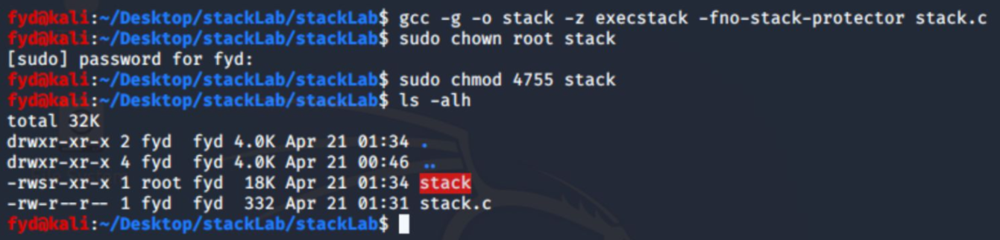 fyd@kali:~/Desktop/stackLab/stackLab$ gcc -g -o stack -z execstack -fno-stack-protector stack.c
fyd@kali:~/Desktop/stackLab/stackLab$ sudo chown root stack
[sudo] password for fyd:
fyd@kali:~/Desktop/stackLab/stackLab$ sudo chmod 4755 stack
fyd@kali:~/Desktop/stackLab/stackLab$ ls -alh
total 32K
drwxr-xr-x 2 fyd  fyd 4.0K Apr 21 01:34 .
drwxr-xr-x 4 fyd  fyd 4.0K Apr 21 00:46 ..
-rwsr-xr-x 1 root fyd  18K Apr 21 01:34 stack
-rw-r--r-- 1 fyd  fyd  332 Apr 21 01:31 stack.c
fyd@kali:~/Desktop/stackLab/stackLab$